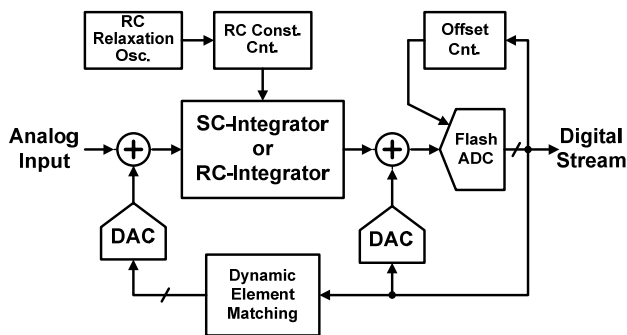 RC
Relaxation
Osc.
RC Const.
Cnt.
Offset
Cnt.
Analog
Input
SC-Integrator
or
RC-Integrator
Flash
ADC
Digital
Stream
DAC
DAC
Dynamic
Element
Matching